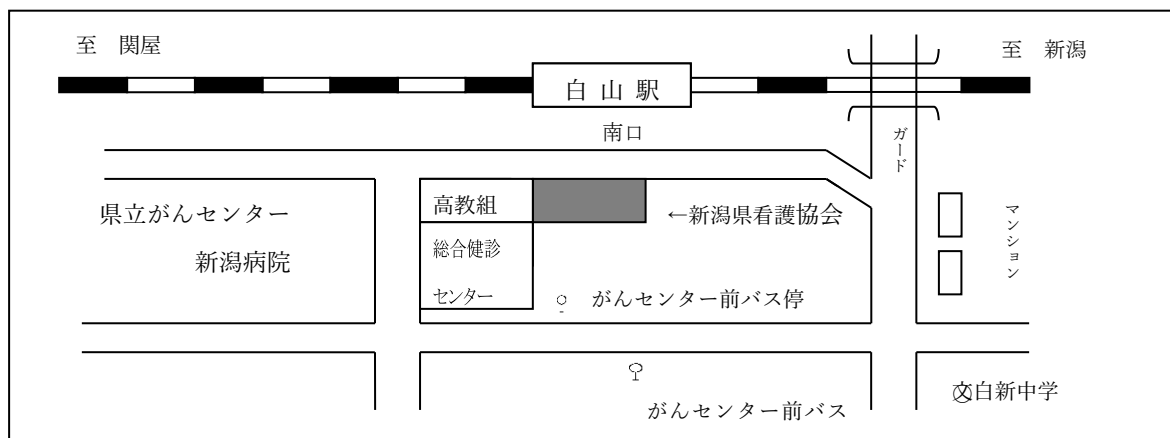 至　関屋
至　新潟
白山駅
南口
ガード
高教組
←新潟県看護協会
県立がんセンター
新潟病院
総合健診
センター
マンション
がんセンター前バス停
文白新中学
がんセンター前バス